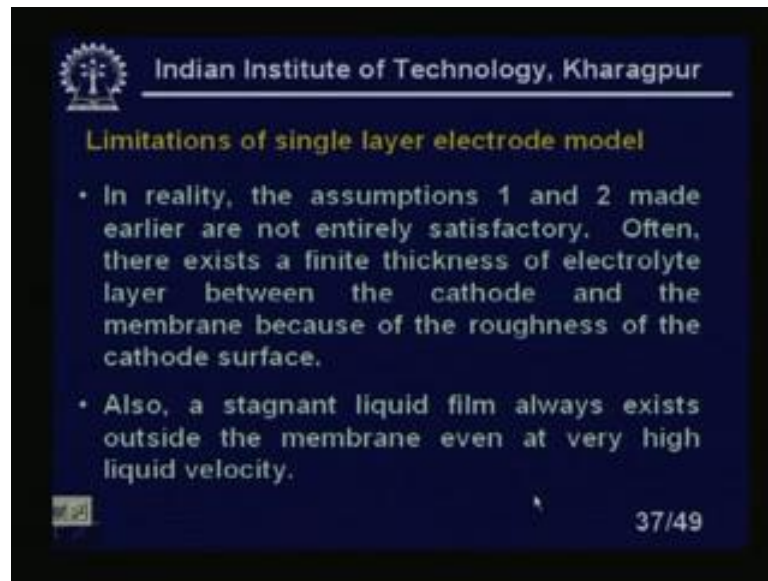 Indian Institute of Technology, Kharagpur
Limitations of single layer electrode model
• In reality, the assumptions 1 and 2 made
earlier are not entirely satisfactory. Often,
there exists a finite thickness of electrolyte
layer between the cathode and the
membrane because of the roughness of the
cathode surface.
• Also, a stagnant liquid film always exists
outside the membrane even at very high
liquid velocity.
37/49